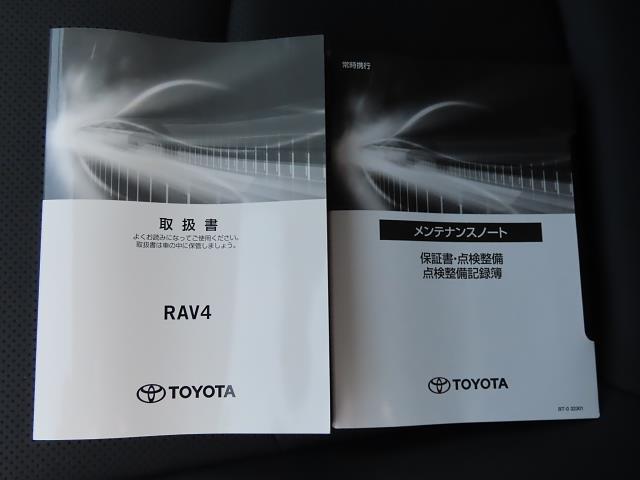 取扱書
よくお読みになってご使用ください。
取扱書は車の中に保管しましょう。
RAV4
TOYOTA
常時携行
メンテナンスノート
保証書・点検整備
点検整備記録簿
TOYOTA